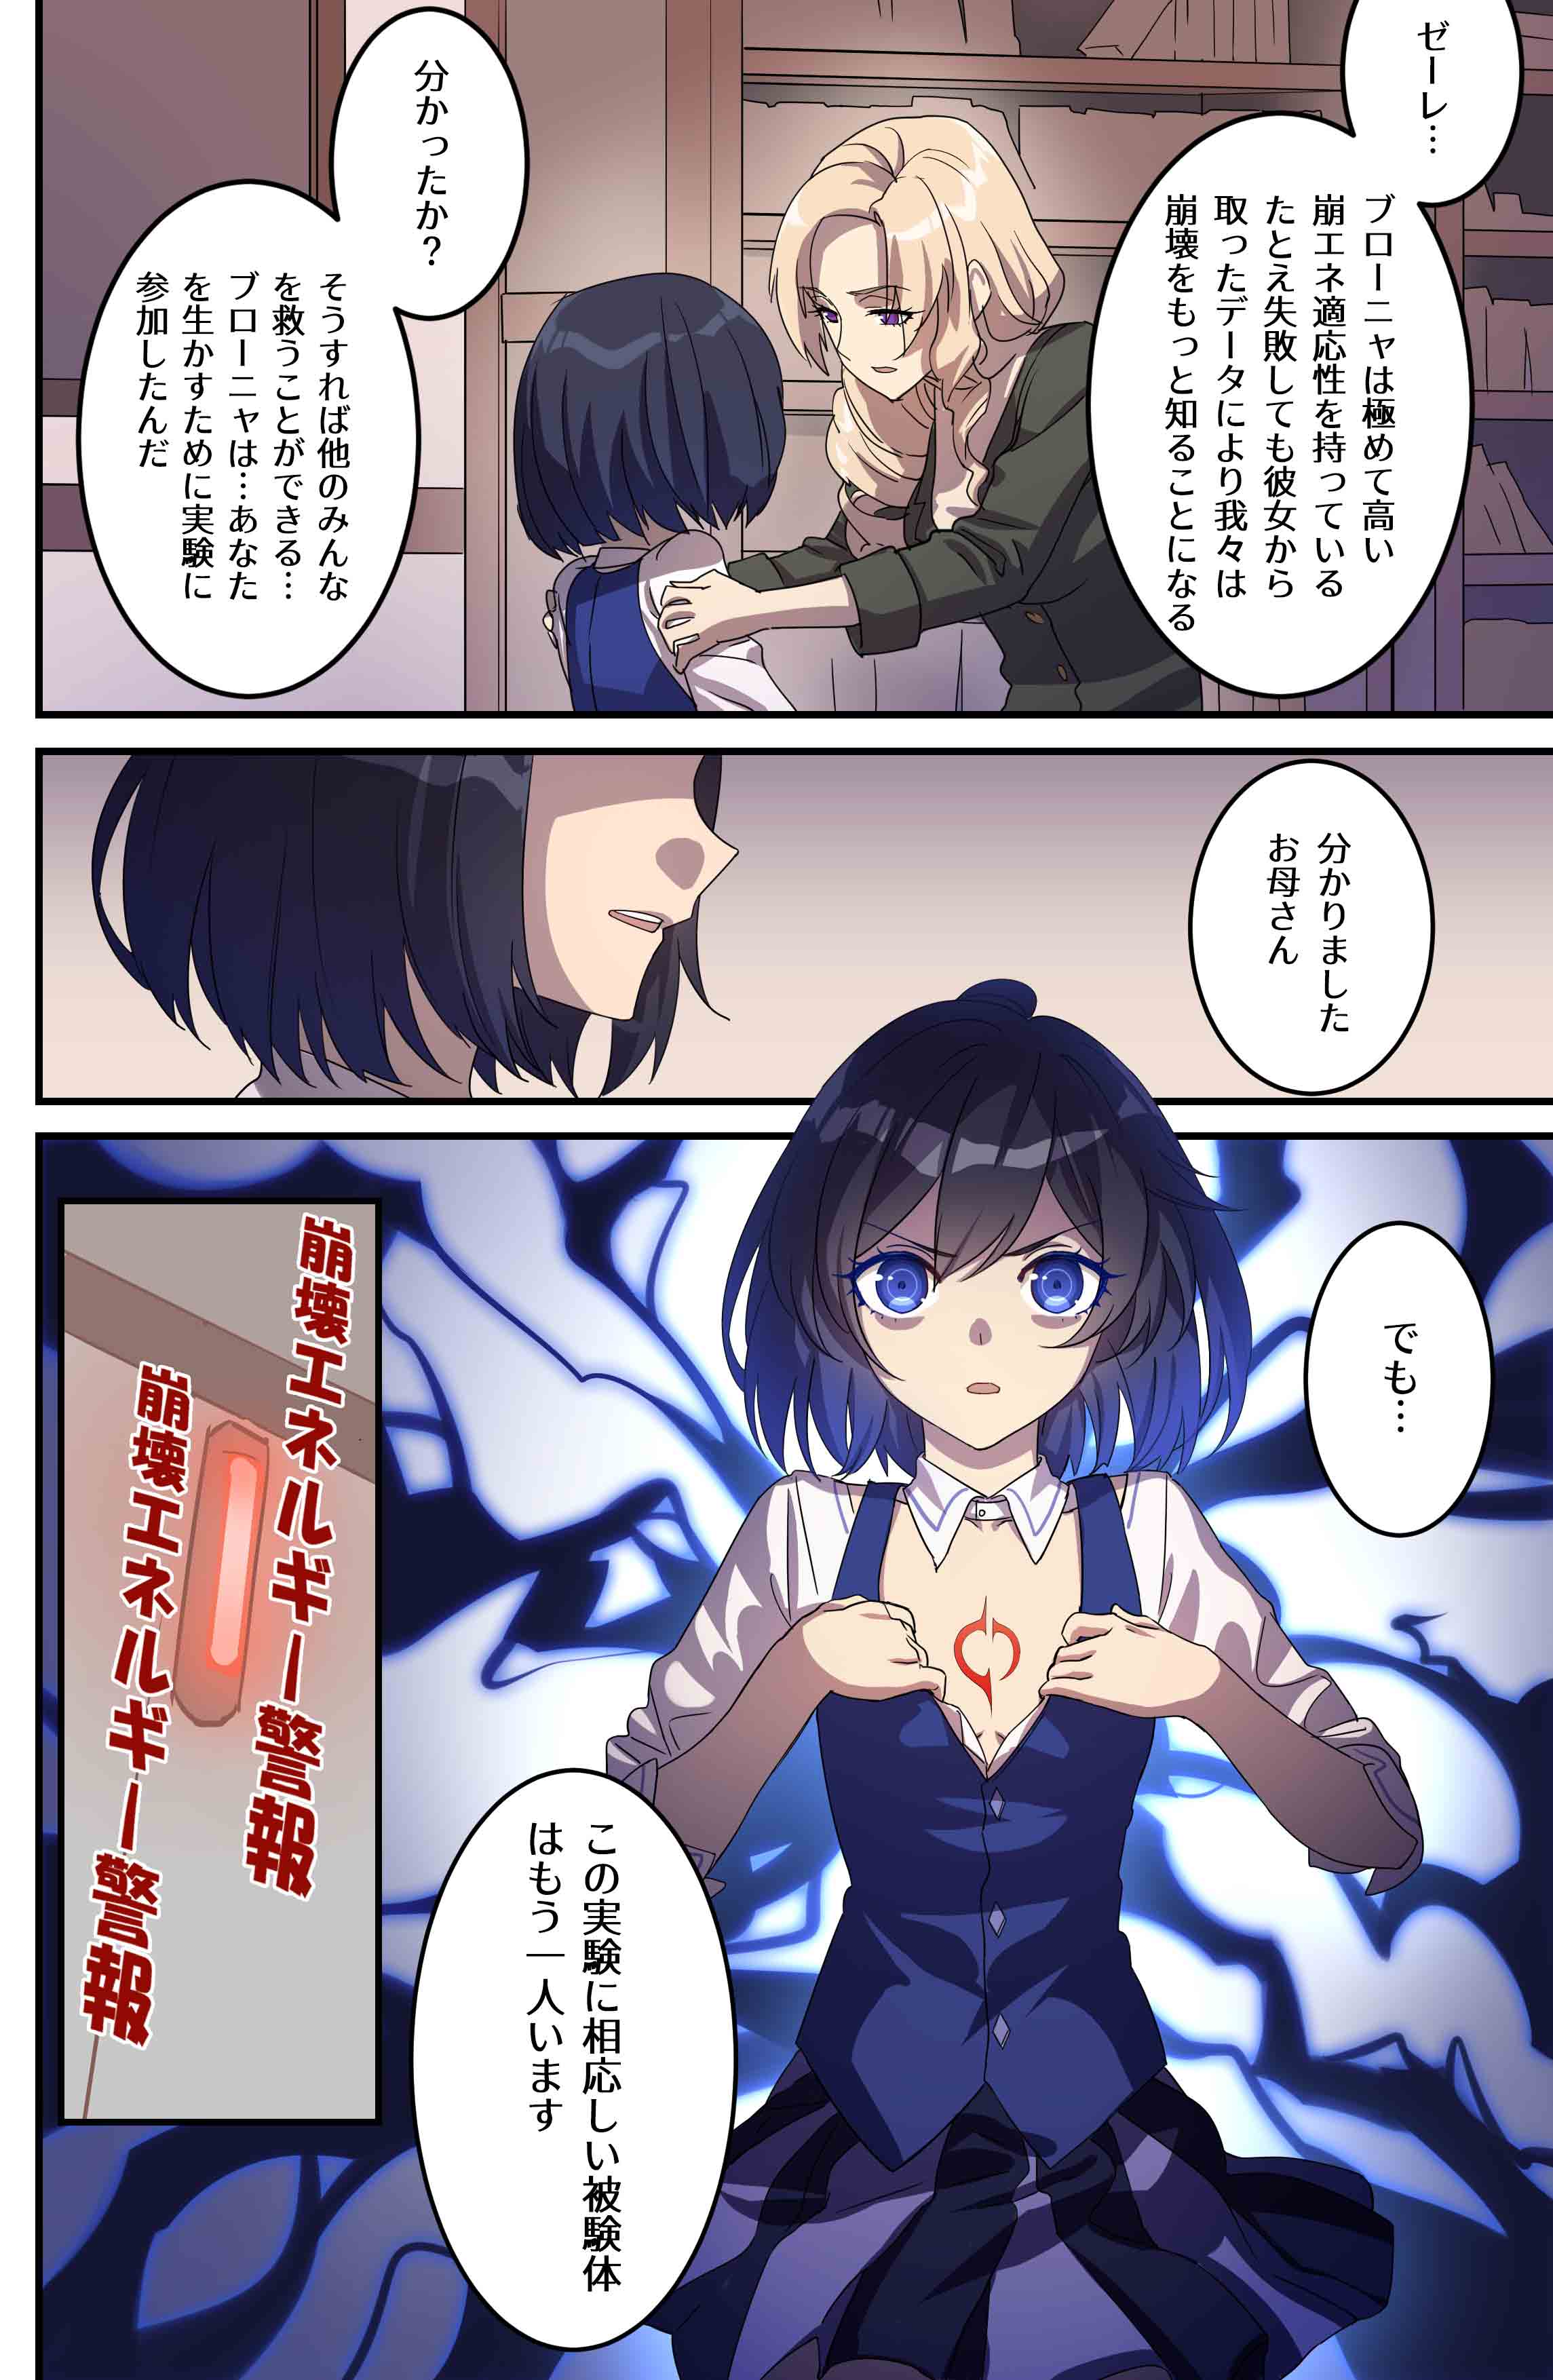 ゼーレ…
ブローニャは極めて高い
崩エネ適応性を持っている
たとえ失敗しても彼女から
取ったデータにより我々は
崩壊をもっと知ることになる
分かったか？
そうすれば他のみんな
を救うことができる…
ブローニャは…あなた
を生かすために実験に
参加したんだ
分かりました
お母さん
でも…
この実験に相応しい被験体
はもう一人います
崩壊エネルギー警報
崩壊エネルギー警報